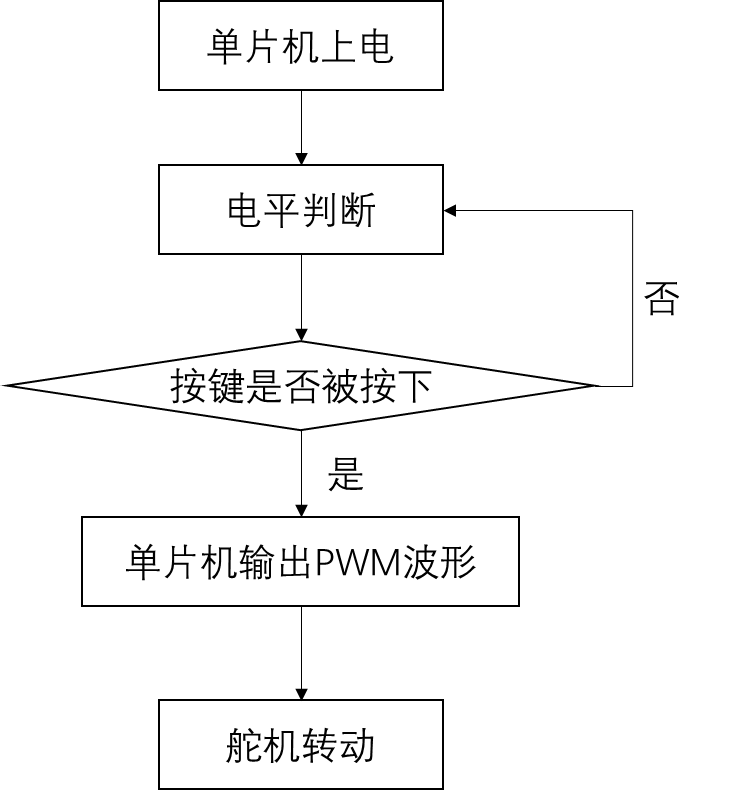 单片机上电
电平判断
否
按键是否被按下
是
单片机输出PWM波形
舵机转动